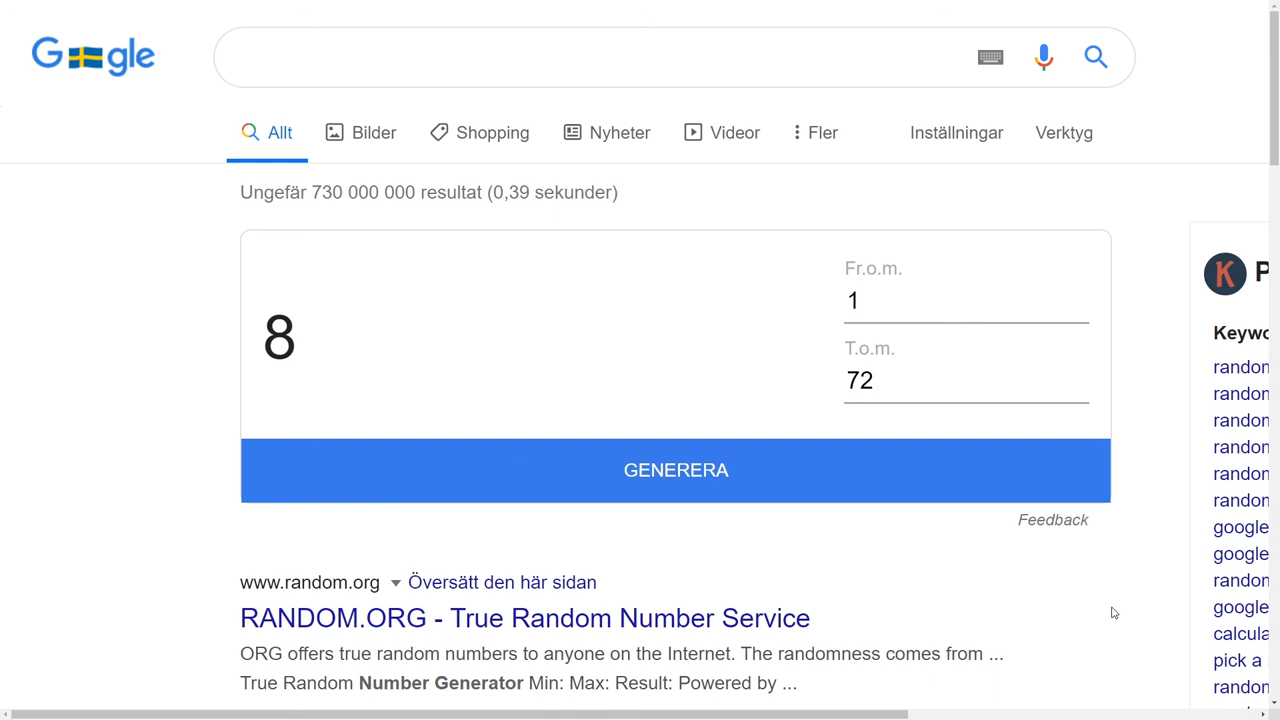 Google
Allt Bilder Shopping Nyheter Videor Fler Inställningar Verktyg
Ungefär 730 000 000 resultat (0,39 sekunder)
8
Fr.o.m.
1
T.o.m.
72
GENERERA
Feedback
www.random.org Översätt den här sidan
RANDOM.ORG - True Random Number Service
ORG offers true random numbers to anyone on the Internet. The randomness comes from ...
True Random Number Generator Min: Max: Result: Powered by ...
K P
Keywo
random
random
random
random
random
random
google
google
random
google
calcula
pick a
random